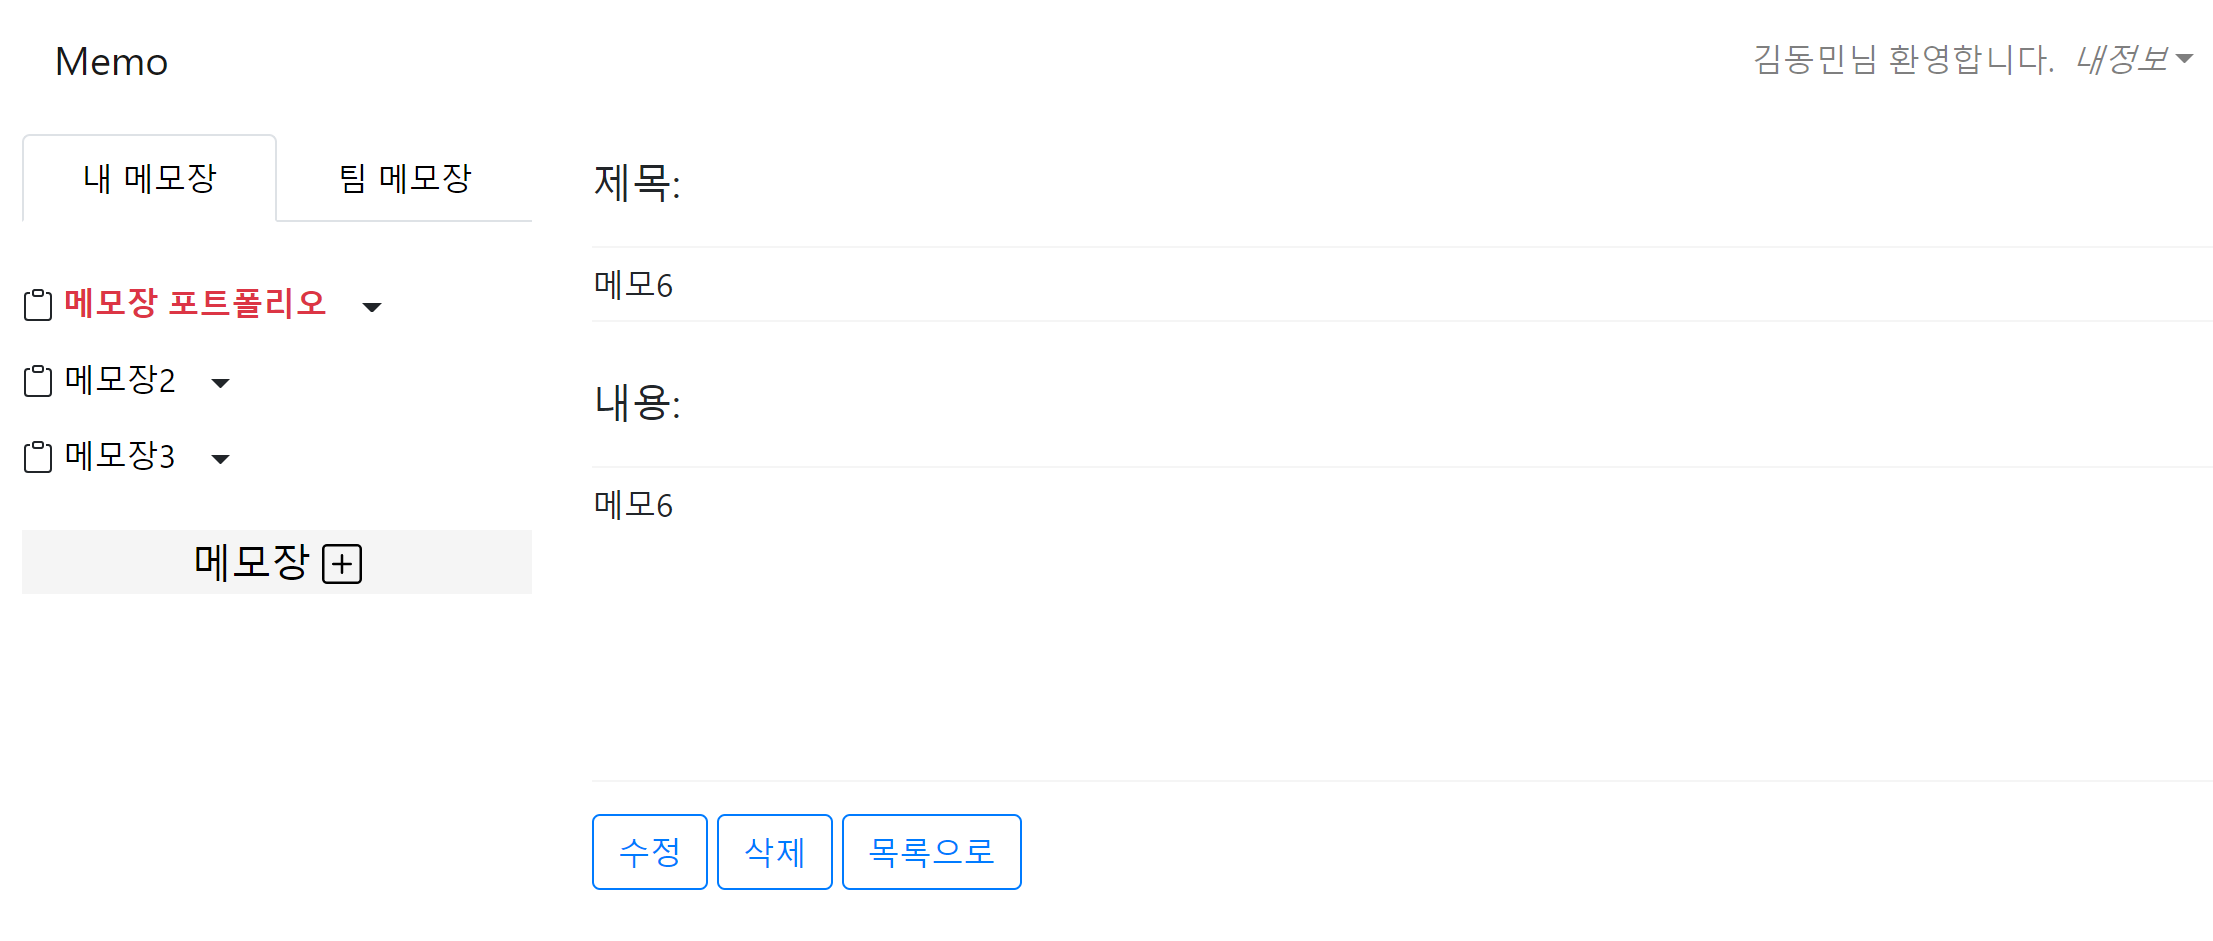 Memo
김동민님 환영합니다. 내정보
내 메모장 팀 메모장
메모장 포트폴리오
메모장2
메모장3
메모장
제목:
메모6
내용:
메모6
수정 삭제 목록으로